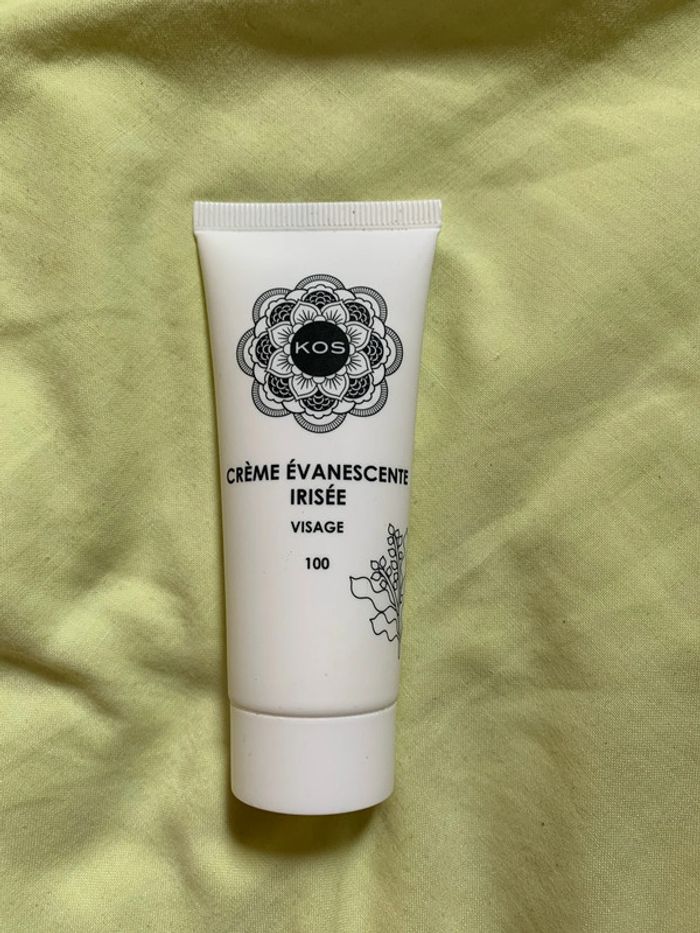 KOS
CRÈME ÉVANESCENTE
IRISÉE
VISAGE
100